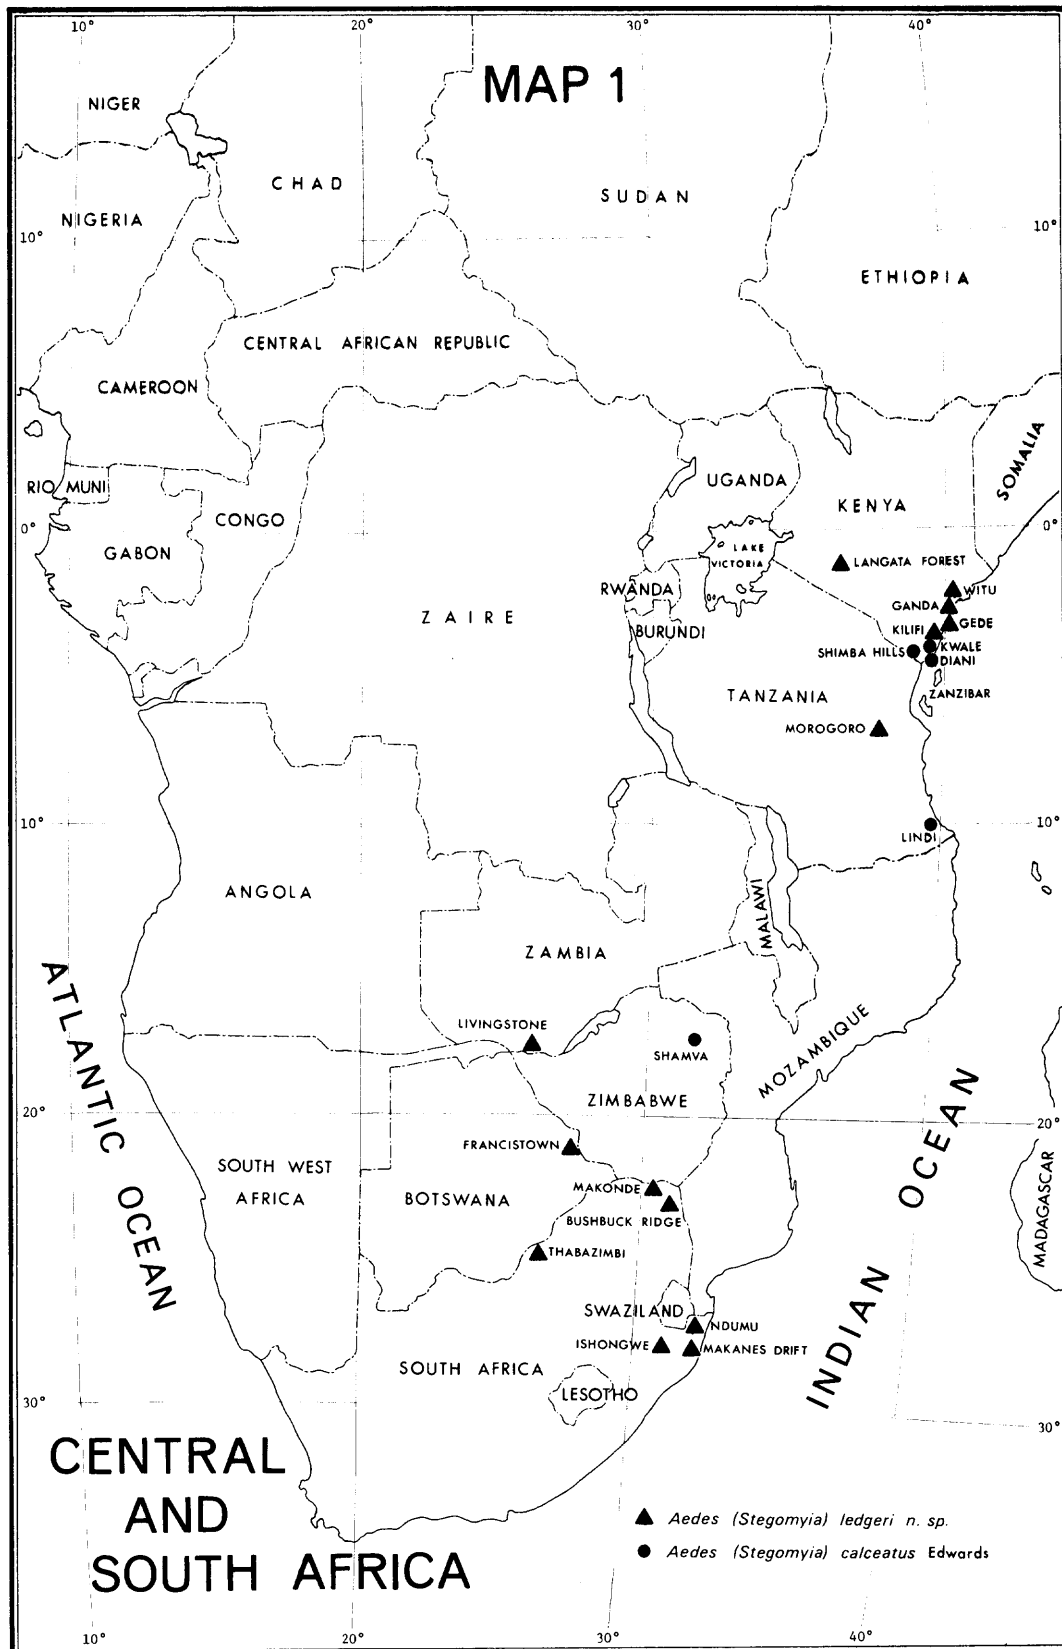 10° 20° 30° 40°
MAP 1
NIGER
CHAD
SUDAN
NIGERIA
10° 10°
ETHIOPIA
CENTRAL AFRICAN REPUBLIC
CAMEROON
SOMALIA
UGANDA
RIO MUNI
KENYA
CONGO
0° 0°
GABON
LAKE
VICTORIA
LANGATA FOREST
RWANDA
WITU
GANDA
ZAIRE
GEDE
BURUNDI
KILIFI
KWALE
SHIMBA HILLS
DIANI
TANZANIA
ZANZIBAR
MOROGORO
10° 10°
LINDI
ANGOLA
MALAWI
ZAMBIA
LIVINGSTONE
SHAMVA
MOZAMBIQUE
ZIMBABWE
20° 20°
ATLANTIC OCEAN
FRANCISTOWN
SOUTH WEST
AFRICA
MAKONDE
BOTSWANA
BUSHBUCK RIDGE
MADAGASCAR
THABAZIMBI
INDIAN OCEAN
SWAZILAND
NDUMU
ISHONGWE
MAKANES DRIFT
SOUTH AFRICA
LESOTHO
30° 30°
CENTRAL
AND
SOUTH AFRICA
Aedes (Stegomyia) ledgeri n. sp.
Aedes (Stegomyia) calceatus Edwards
10° 20° 30° 40°